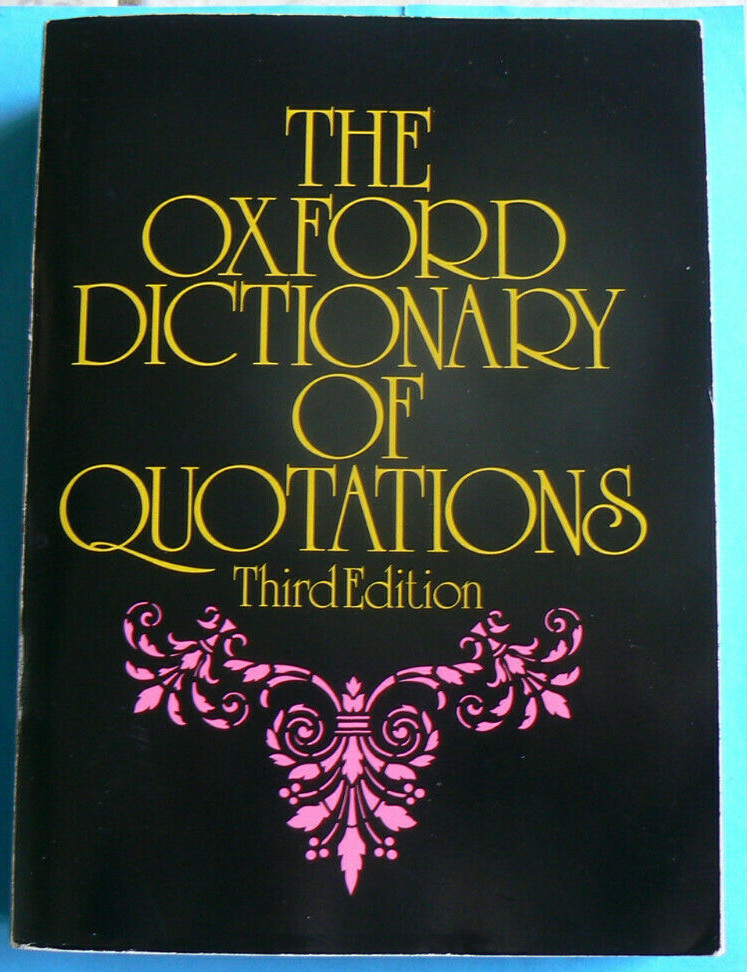 THE
OXFORD
DICTIONARY
OF
QUOTATIONS
Third Edition